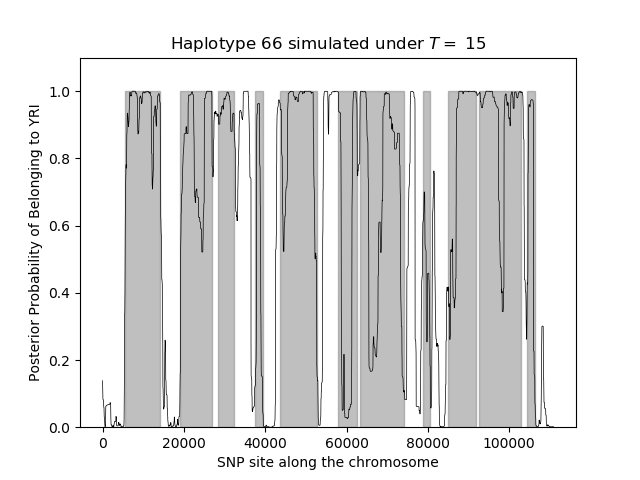 Haplotype 66 simulated under T = 15
Posterior Probability of Belonging to YRI
1.0
0.8
0.6
0.4
0.2
0.0
0 20000 40000 60000 80000 100000
SNP site along the chromosome